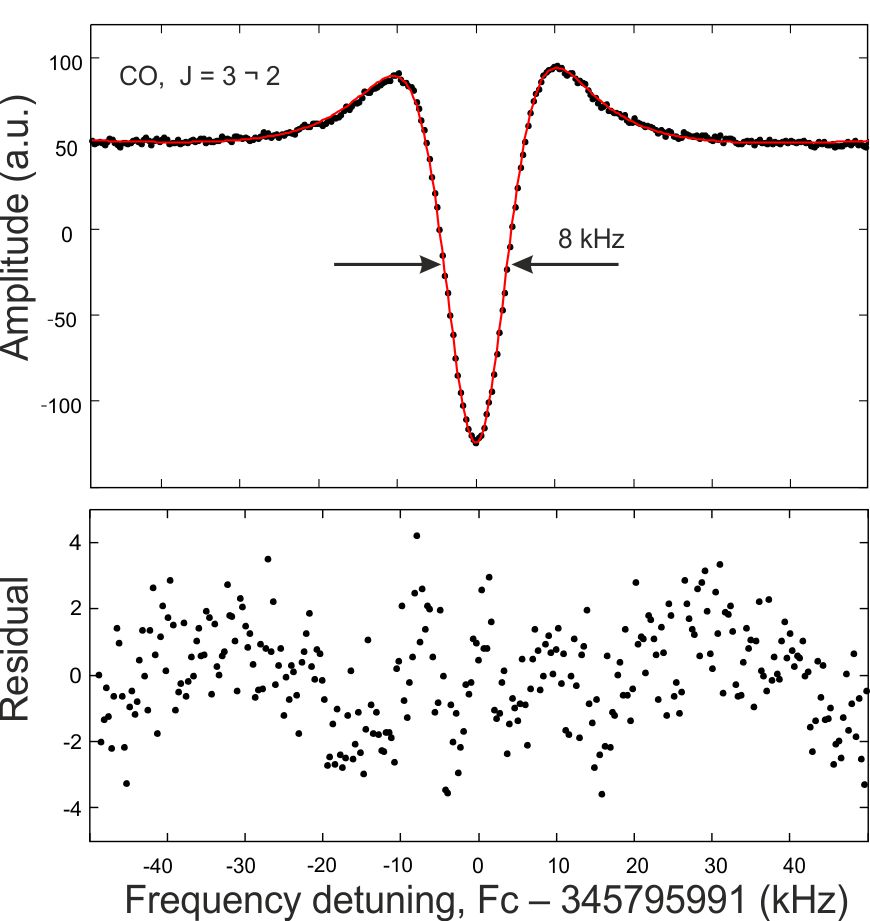 CO, J = 3 ¬ 2
Amplitude (a.u.)
100
50
0
-50
-100
8 kHz
Residual
4
2
0
-2
-4
-40 -30 -20 -10 0 10 20 30 40
Frequency detuning, Fc – 345795991 (kHz)